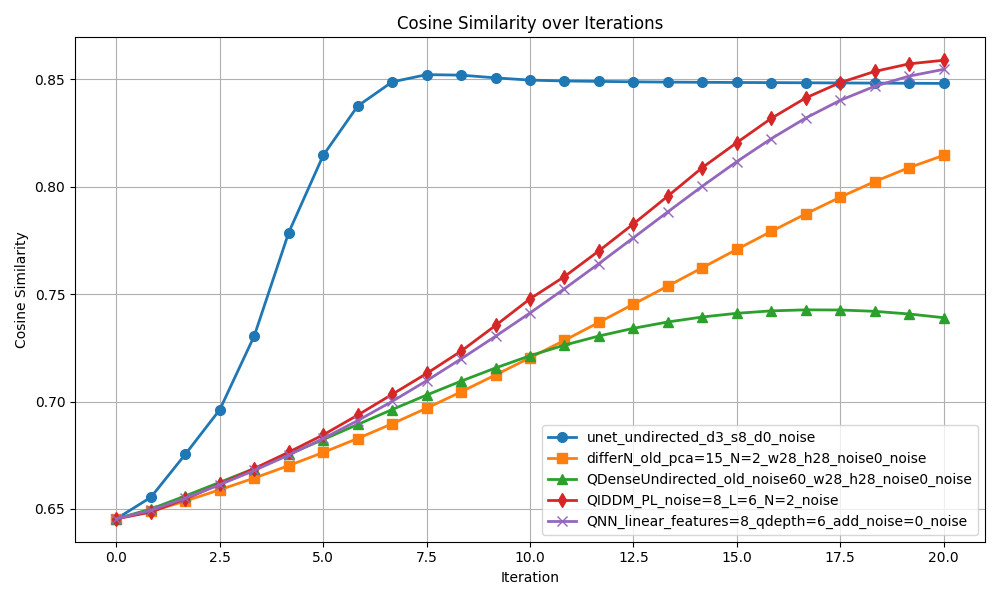 Cosine Similarity over Iterations
Cosine Similarity
0.85
0.80
0.75
0.70
0.65
unet_undirected_d3_s8_d0_noise
differN_old_pca=15_N=2_w28_h28_noise0_noise
QDenseUndirected_old_noise60_w28_h28_noise0_noise
QIDDM_PL_noise=8_L=6_N=2_noise
QNN_linear_features=8_qdepth=6_add_noise=0_noise
0.0 2.5 5.0 7.5 10.0 12.5 15.0 17.5 20.0
Iteration